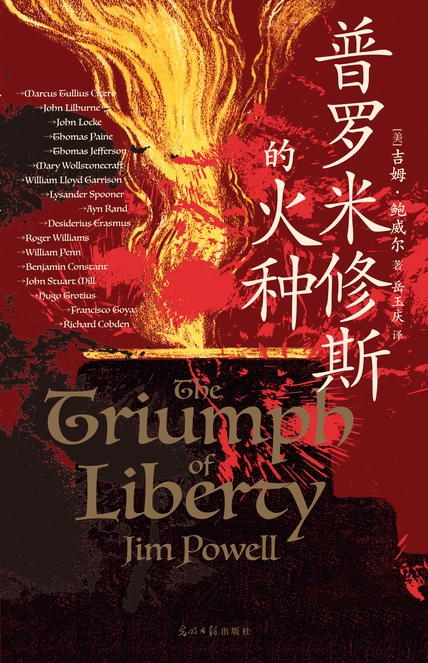 普罗米修斯
的火种
[美]吉姆·鲍威尔 著 岳玉庆 译
→Marcus Tullius Cicero
→John Lilburne
→John Locke
→Thomas Paine
→Thomas Jefferson
→Mary Wollstonecraft
→William Lloyd Garrison
→Lysander Spooner
→Ayn Rand
→Desiderius Erasmus
→Roger Williams
→William Penn
→Benjamin Constant
→John Stuart Mill
→Hugo Grotius
→Francisco Goya
→Richard Cobden
The
Triumph
of
Liberty
Jim Powell
光明日报出版社